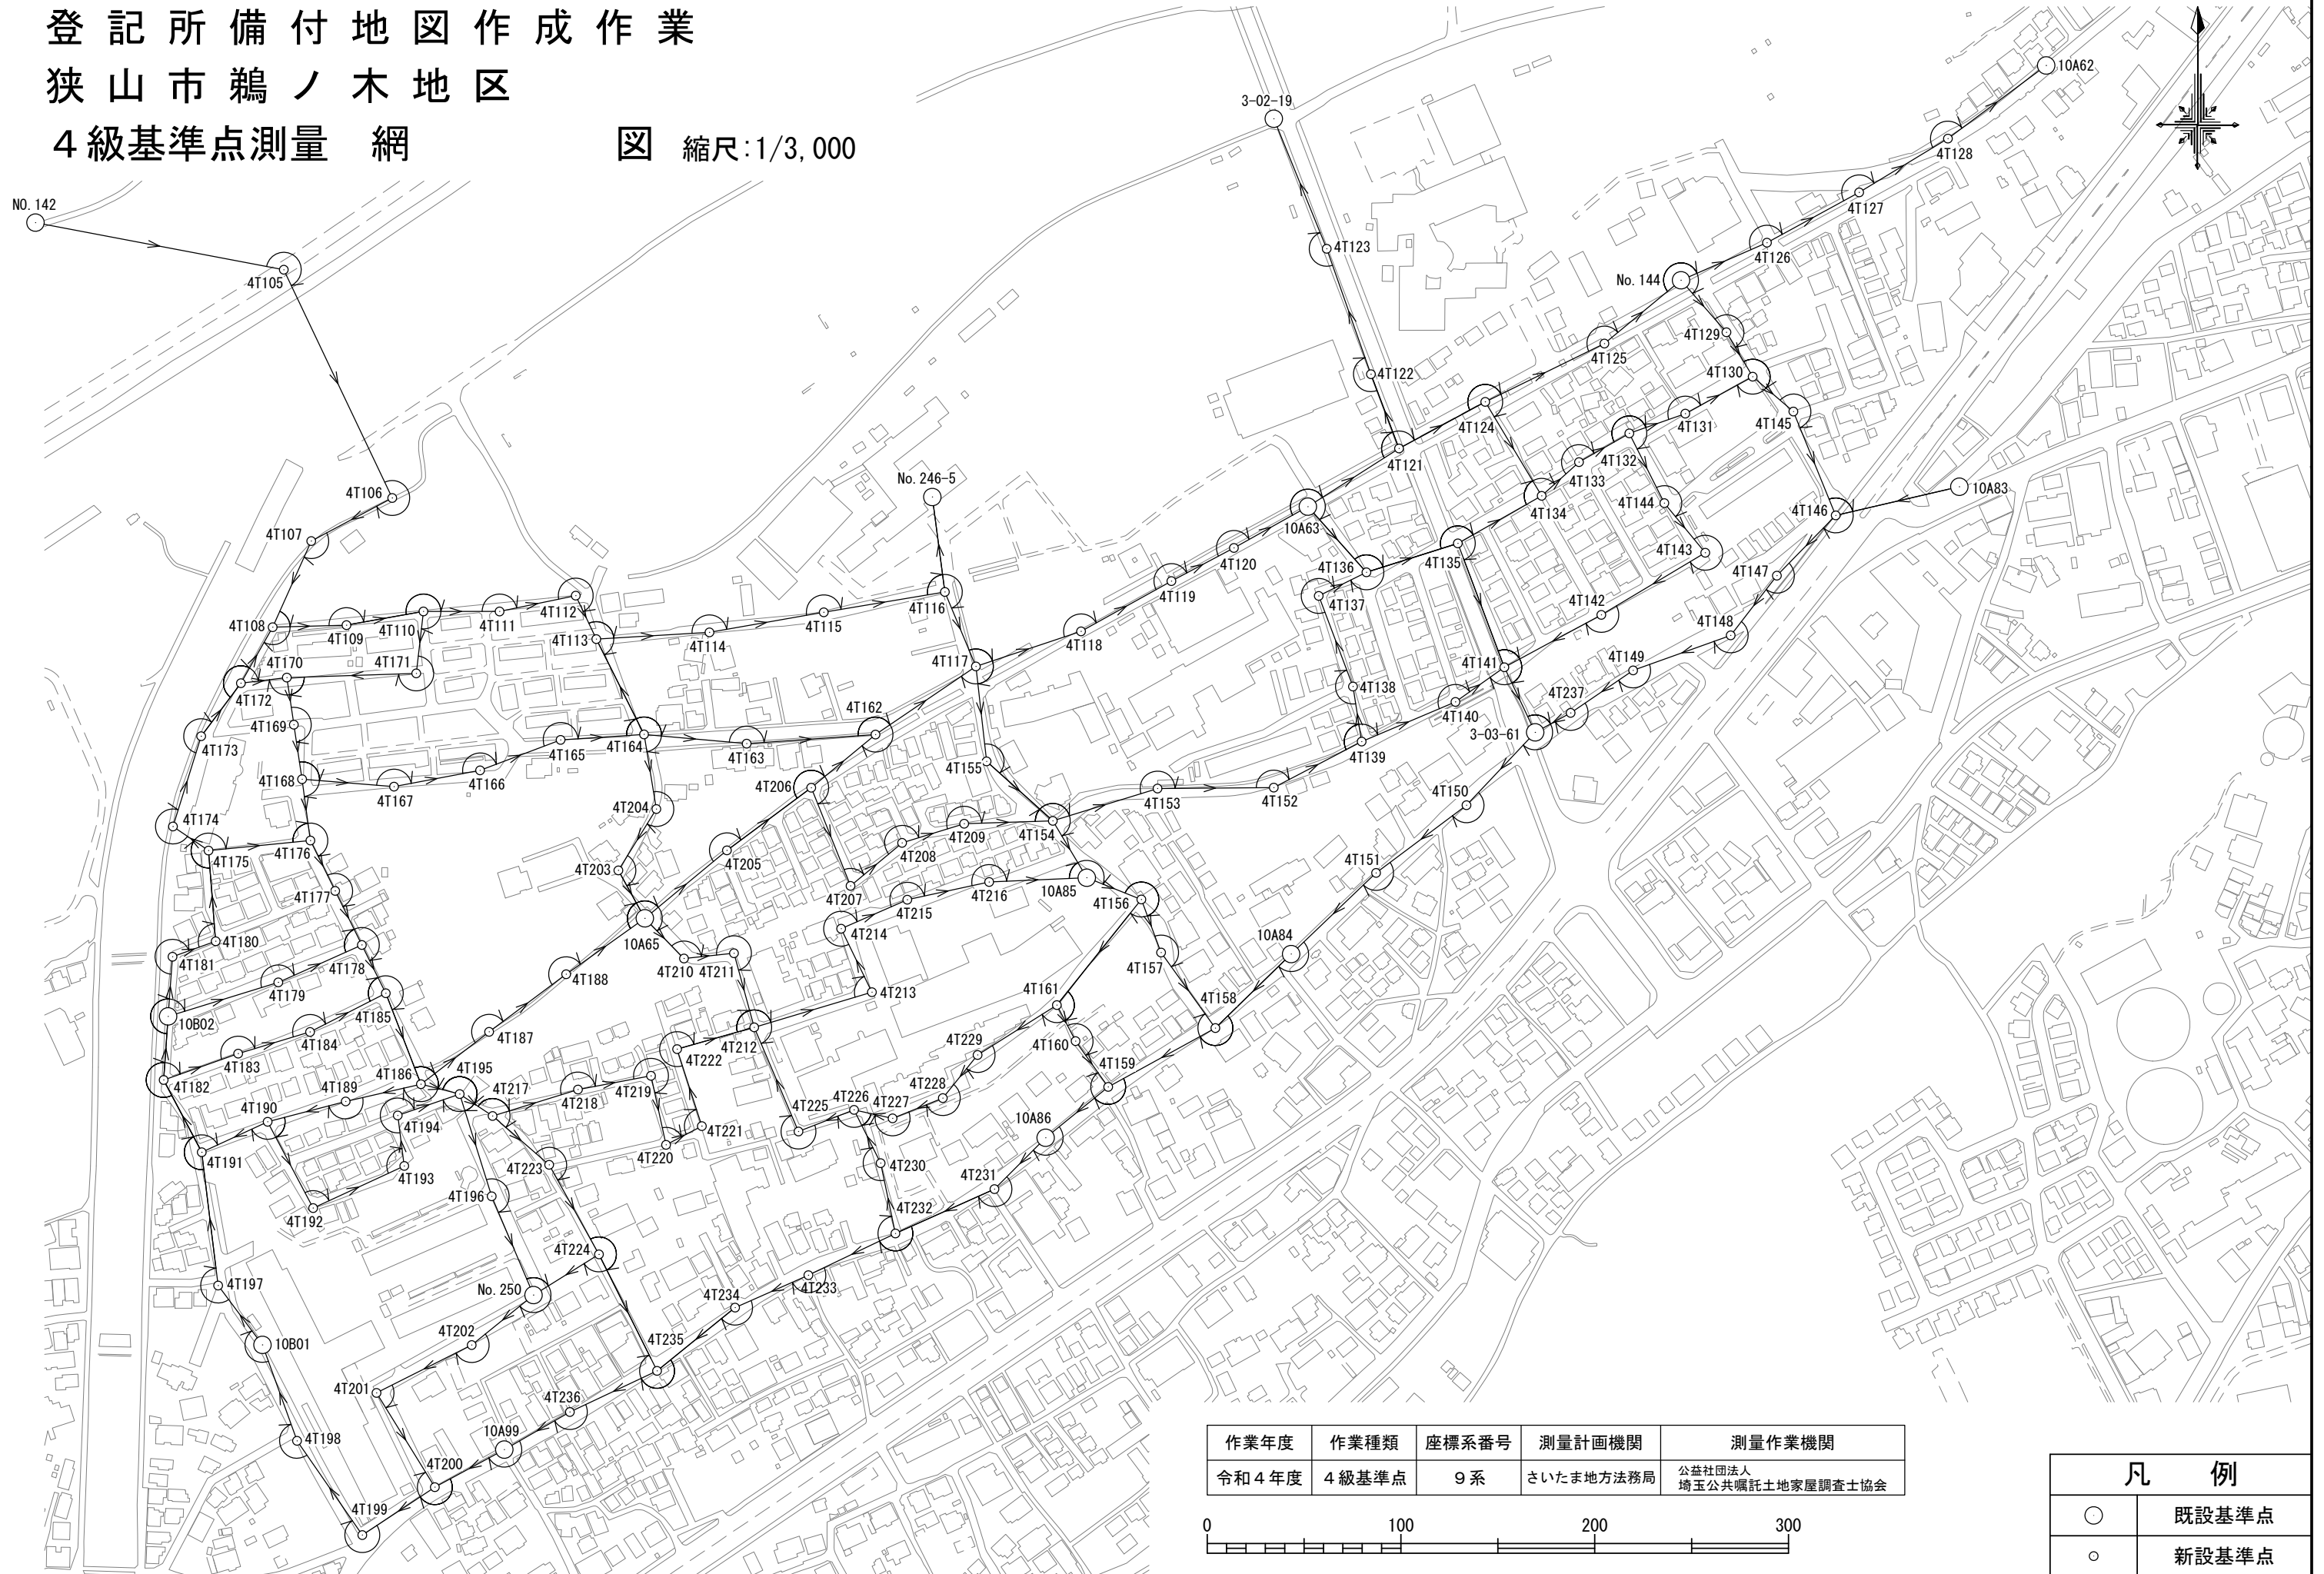 登記所備付地図作成作業
狭山市鵜ノ木地区
４級基準点測量　網　図　縮尺:1/3,000
NO.142
4T105
4T106
4T107
4T108
4T109
4T110
4T111
4T112
4T113
4T114
4T115
4T116
No.246-5
4T117
4T118
4T119
4T120
10A63
4T121
4T122
4T123
3-02-19
4T124
4T125
No.144
4T126
4T127
4T128
10A62
4T129
4T130
4T131
4T132
4T133
4T134
4T135
4T136
4T137
4T138
4T139
4T140
4T141
4T142
4T143
4T144
4T145
4T146
10A83
4T147
4T148
4T149
4T237
3-03-61
4T150
4T151
10A84
4T152
4T153
4T154
4T155
10A85
4T156
4T157
4T158
4T159
4T160
4T161
4T162
4T163
4T164
4T165
4T166
4T167
4T168
4T169
4T170
4T171
4T172
4T173
4T174
4T175
4T176
4T177
4T178
4T179
4T180
4T181
10B02
4T182
4T183
4T184
4T185
4T186
4T187
4T188
4T189
4T190
4T191
4T192
4T193
4T194
4T195
4T196
4T197
10B01
4T198
4T199
4T200
4T201
4T202
No.250
4T203
4T204
10A65
4T205
4T206
4T207
4T208
4T209
4T210
4T211
4T212
4T213
4T214
4T215
4T216
4T217
4T218
4T219
4T220
4T221
4T222
4T223
4T224
4T225
4T226
4T227
4T228
4T229
4T230
4T231
10A86
4T232
4T233
4T234
4T235
4T236
10A99
作業年度　作業種類　座標系番号　測量計画機関　測量作業機関
令和４年度　４級基準点　９系　さいたま地方法務局　公益社団法人
埼玉公共嘱託土地家屋調査士協会
0　100　200　300
凡　例
既設基準点
新設基準点